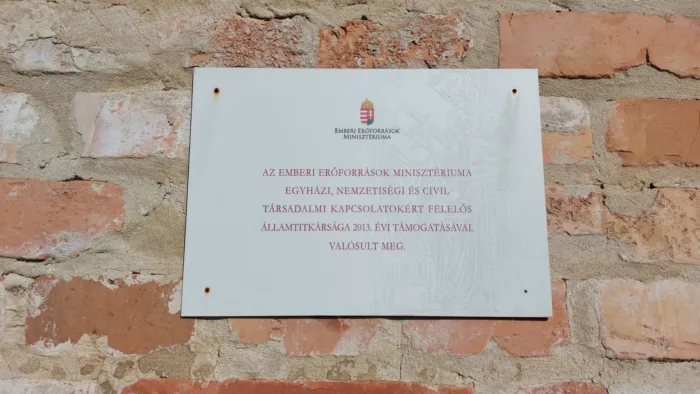 EMBERI ERŐFORRÁSOK
MINISZTÉRIUMA
AZ EMBERI ERŐFORRÁSOK MINISZTÉRIUMA
EGYHÁZI, NEMZETISÉGI ÉS CIVIL
TÁRSADALMI KAPCSOLATOKÉRT FELELŐS
ÁLLAMTITKÁRSÁGA 2013. ÉVI TÁMOGATÁSÁVAL
VALÓSULT MEG.